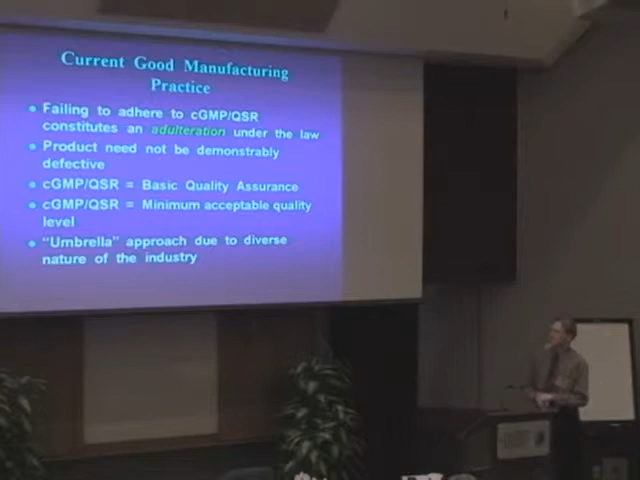 Current Good Manufacturing
Practice
• Failing to adhere to cGMP/QSR
constitutes an adulteration under the law
• Product need not be demonstrably
defective
• cGMP/QSR = Basic Quality Assurance
• cGMP/QSR = Minimum acceptable quality
level
• "Umbrella" approach due to diverse
nature of the industry